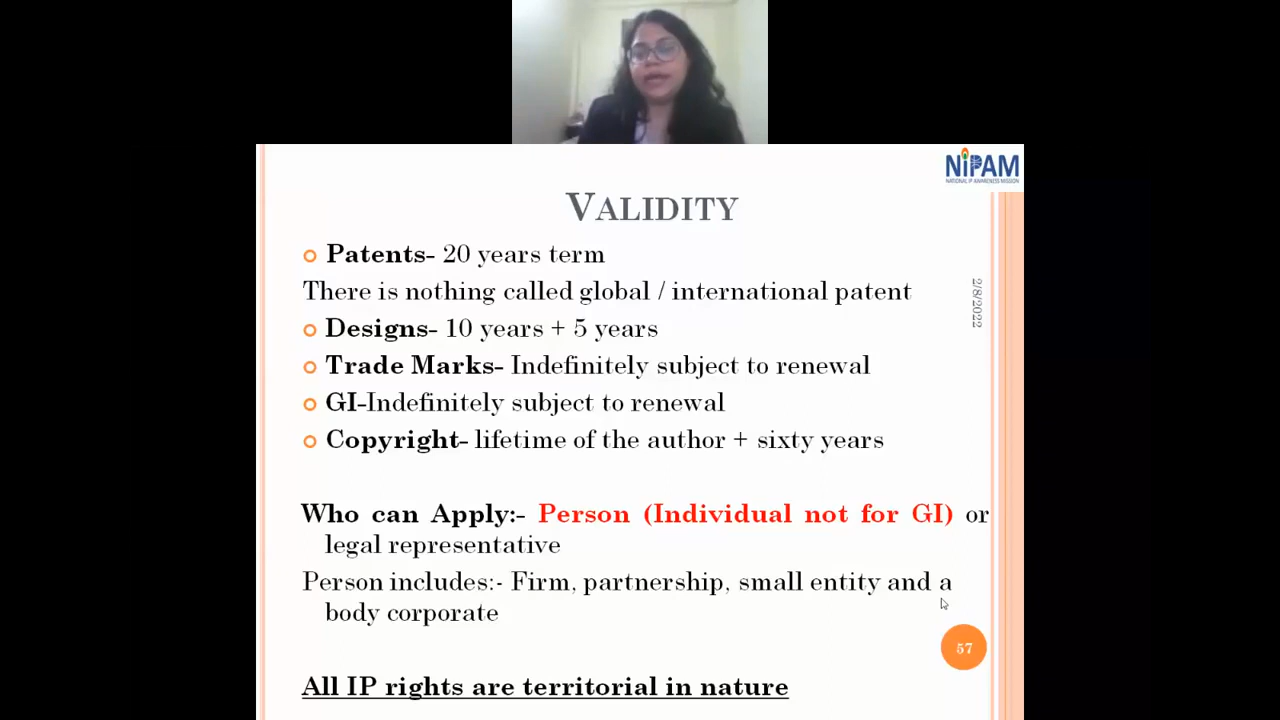 NiPAM
NATIONAL IP AWARENESS MISSION
VALIDITY
Patents- 20 years term
There is nothing called global / international patent
2/8/2022
Designs- 10 years + 5 years
Trade Marks- Indefinitely subject to renewal
GI-Indefinitely subject to renewal
Copyright- lifetime of the author + sixty years
Who can Apply:- Person (Individual not for GI) or
legal representative
Person includes:- Firm, partnership, small entity and a
body corporate
57
All IP rights are territorial in nature